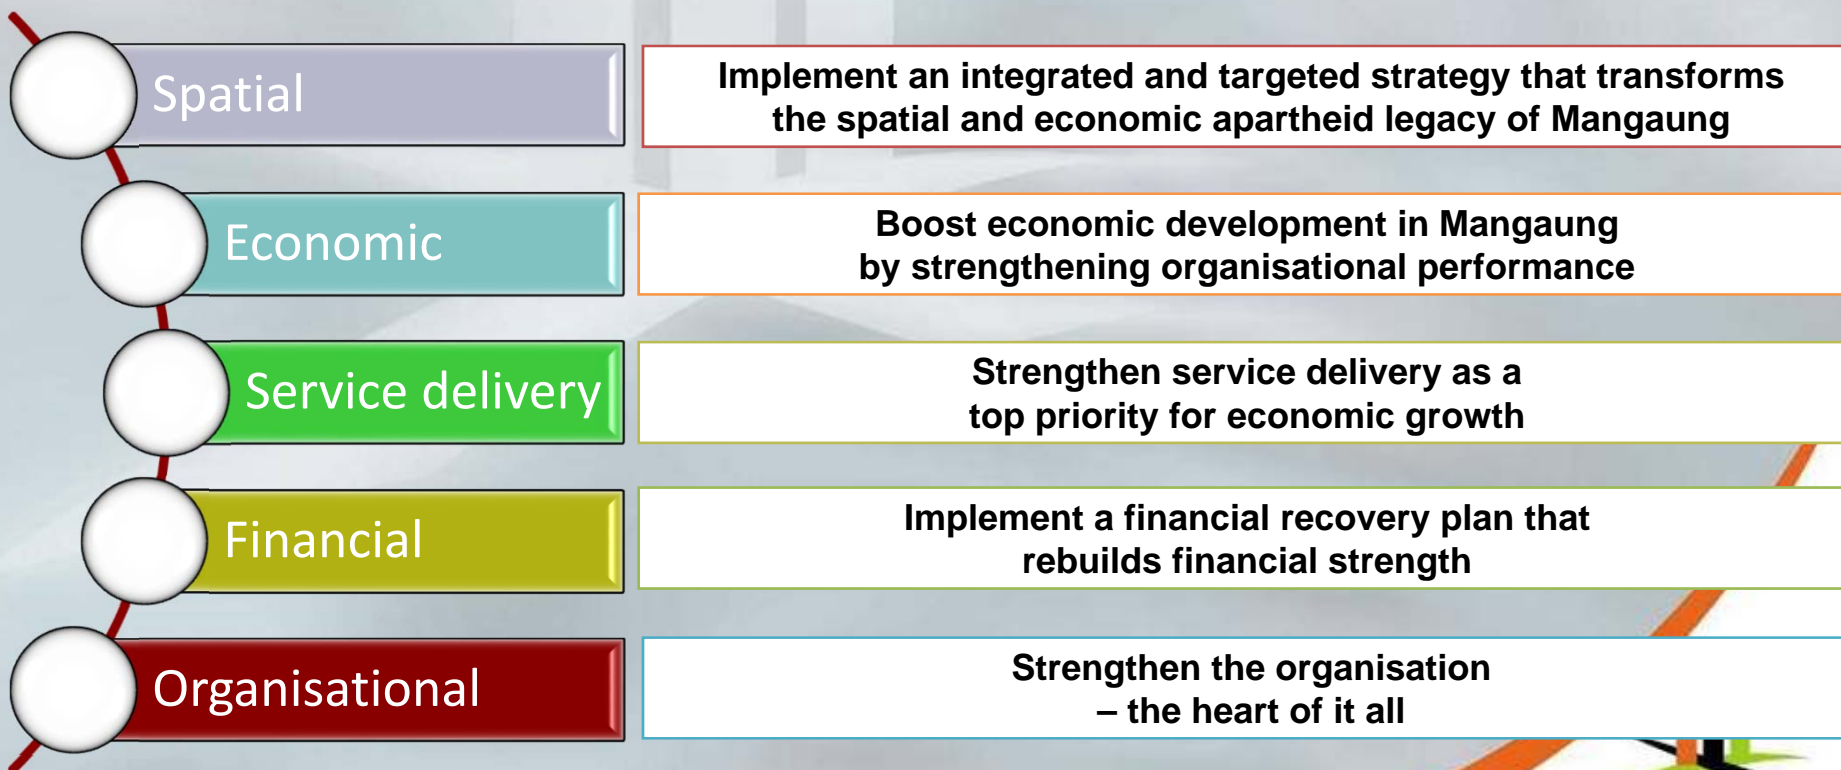 Spatial
Implement an integrated and targeted strategy that transforms
the spatial and economic apartheid legacy of Mangaung
Economic
Boost economic development in Mangaung
by strengthening organisational performance
Service delivery
Strengthen service delivery as a
top priority for economic growth
Financial
Implement a financial recovery plan that
rebuilds financial strength
Organisational
Strengthen the organisation
– the heart of it all